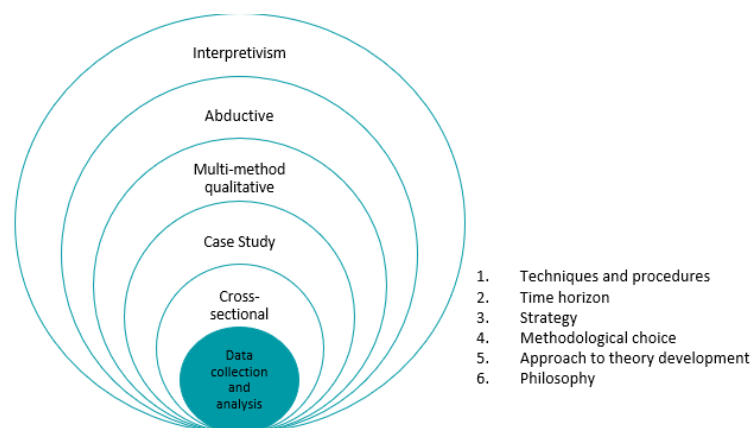 Interpretivism
Abductive
Multi-method
qualitative
Case Study
Cross-
sectional
Data
collection
and
analysis
1. Techniques and procedures
2. Time horizon
3. Strategy
4. Methodological choice
5. Approach to theory development
6. Philosophy